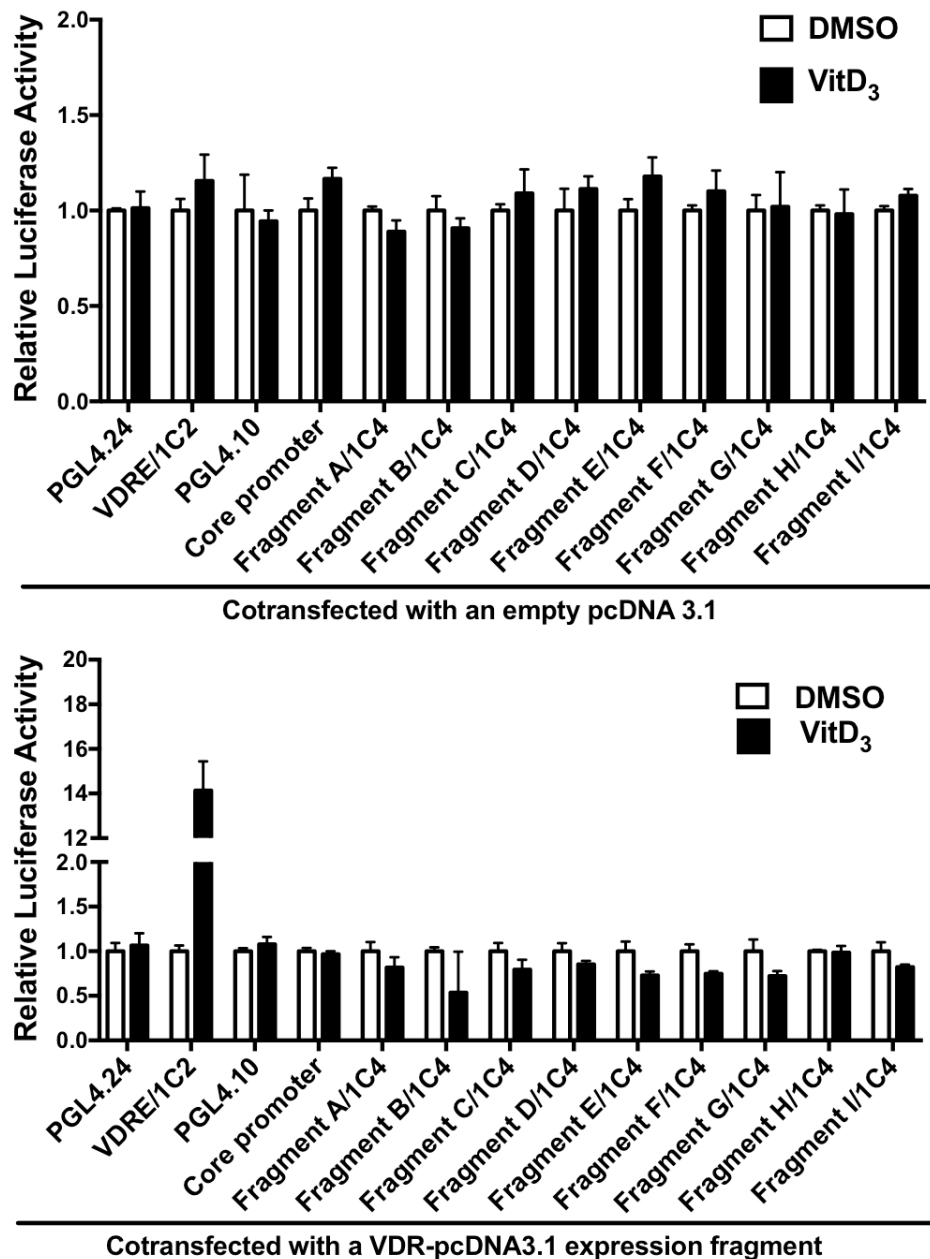 Relative Luciferase Activity
2.0
1.5
1.0
0.5
0.0
DMSO
VitD3
PGL4.24
VDRE/1C2
PGL4.10
Core promoter
Fragment A/1C4
Fragment B/1C4
Fragment C/1C4
Fragment D/1C4
Fragment E/1C4
Fragment F/1C4
Fragment G/1C4
Fragment H/1C4
Fragment I/1C4
Cotransfected with an empty pcDNA 3.1
Relative Luciferase Activity
20
18
16
14
12
2.0
1.5
1.0
0.5
0.0
DMSO
VitD3
PGL4.24
VDRE/1C2
PGL4.10
Core promoter
Fragment A/1C4
Fragment B/1C4
Fragment C/1C4
Fragment D/1C4
Fragment E/1C4
Fragment F/1C4
Fragment G/1C4
Fragment H/1C4
Fragment I/1C4
Cotransfected with a VDR-pcDNA3.1 expression fragment